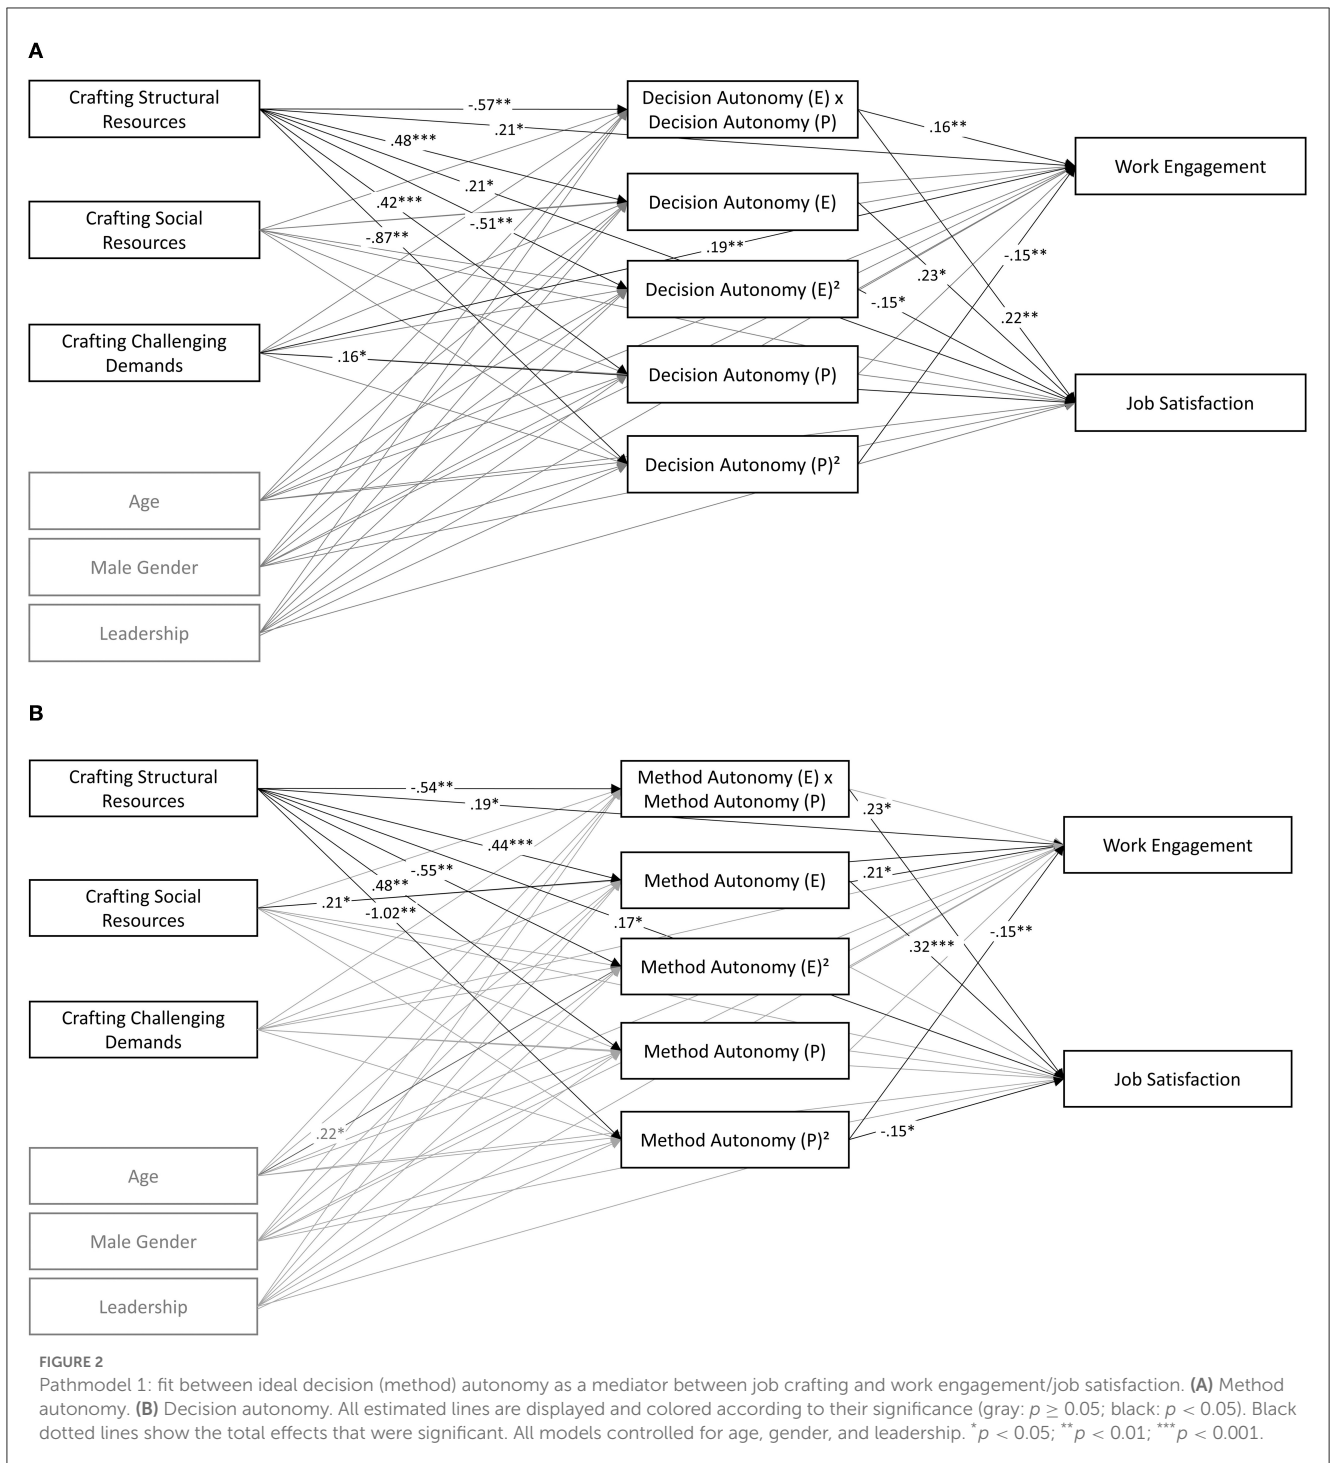 A
Crafting Structural
Resources
Crafting Social
Resources
Crafting Challenging
Demands
Age
Male Gender
Leadership
-.57**
.21*
.48***
.21*
.42***
-.51**
-.87**
.19**
.16*
Decision Autonomy (E) x
Decision Autonomy (P)
Decision Autonomy (E)
Decision Autonomy (E)²
Decision Autonomy (P)
Decision Autonomy (P)²
.16**
-.15**
.23*
-.15*
.22**
Work Engagement
Job Satisfaction
B
Crafting Structural
Resources
Crafting Social
Resources
Crafting Challenging
Demands
Age
Male Gender
Leadership
-.54**
.19*
.44***
-.55**
.48**
.21*
-1.02**
.17*
.22*
Method Autonomy (E) x
Method Autonomy (P)
Method Autonomy (E)
Method Autonomy (E)²
Method Autonomy (P)
Method Autonomy (P)²
.23*
.21*
-.15**
.32***
-.15*
Work Engagement
Job Satisfaction
FIGURE 2
Pathmodel 1: fit between ideal decision (method) autonomy as a mediator between job crafting and work engagement/job satisfaction. (A) Method
autonomy. (B) Decision autonomy. All estimated lines are displayed and colored according to their significance (gray: p ≥ 0.05; black: p < 0.05). Black
dotted lines show the total effects that were significant. All models controlled for age, gender, and leadership. *p < 0.05; **p < 0.01; ***p < 0.001.